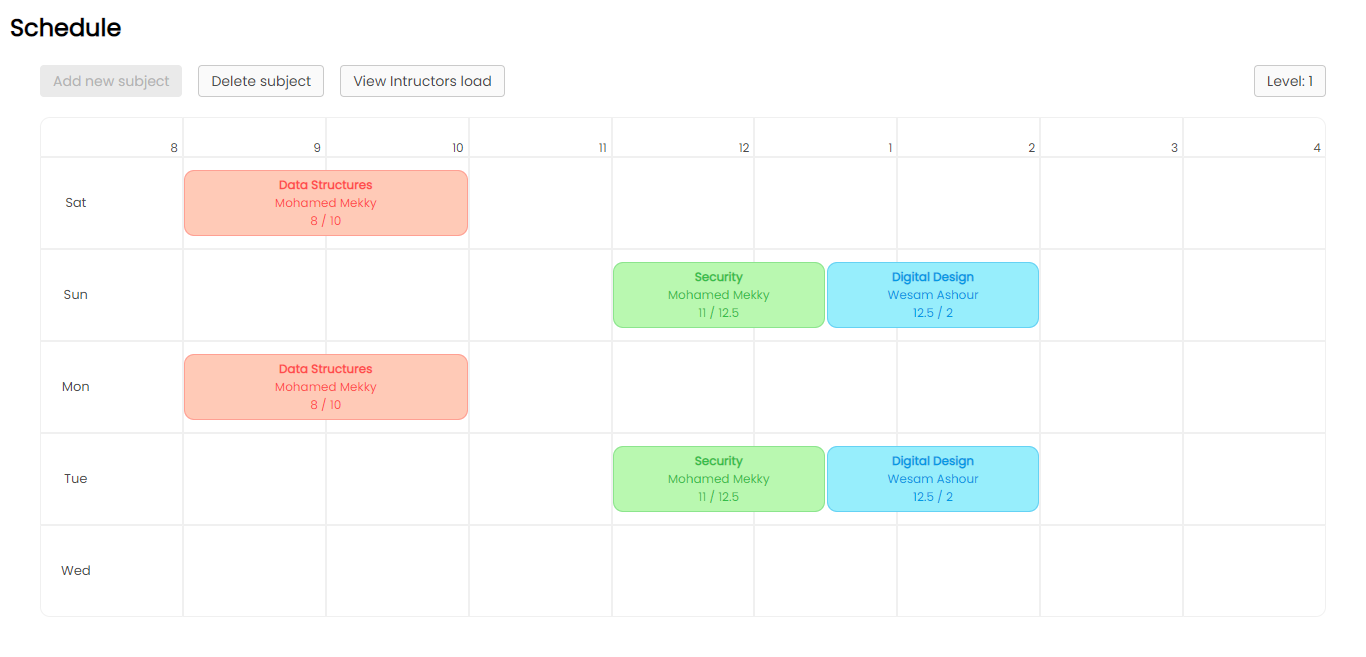 Schedule
Add new subject Delete subject View Intructors load Level: 1
8 9 10 11 12 1 2 3 4
Sat
Data Structures
Mohamed Mekky
8 / 10
Sun
Security
Mohamed Mekky
11 / 12.5
Digital Design
Wesam Ashour
12.5 / 2
Mon
Data Structures
Mohamed Mekky
8 / 10
Tue
Security
Mohamed Mekky
11 / 12.5
Digital Design
Wesam Ashour
12.5 / 2
Wed